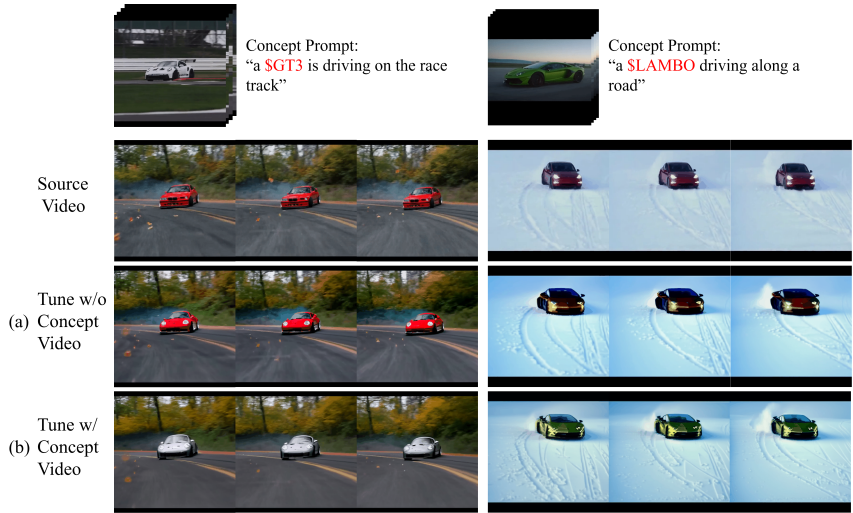 Concept Prompt:
“a $GT3 is driving on the race
track”
Concept Prompt:
“a $LAMBO driving along a
road”
Source
Video
Tune w/o
(a) Concept
Video
Tune w/
(b) Concept
Video